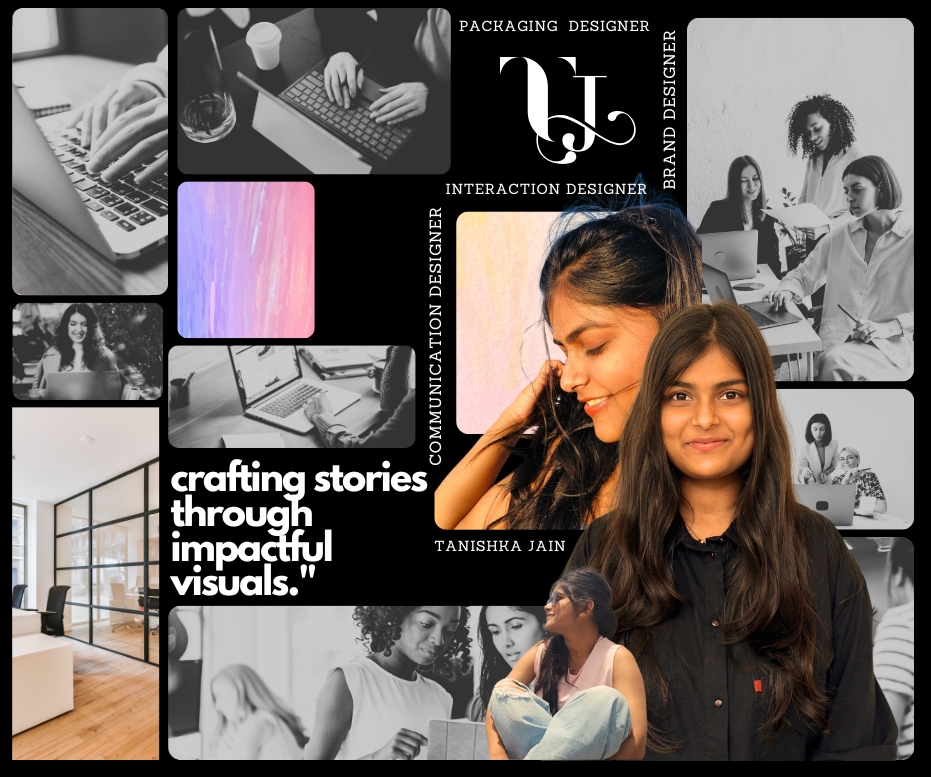 PACKAGING DESIGNER
BRAND DESIGNER
INTERACTION DESIGNER
COMMUNICATION DESIGNER
crafting stories
through
impactful
visuals."
TANISHKA JAIN